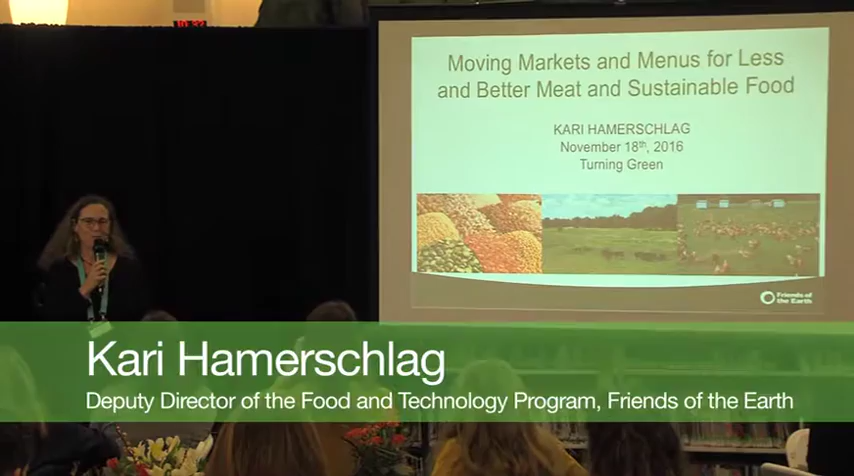 Moving Markets and Menus for Less
and Better Meat and Sustainable Food
KARI HAMERSCHLAG
November 18th, 2016
Turning Green
Friends of
the Earth
Kari Hamerschlag
Deputy Director of the Food and Technology Program, Friends of the Earth